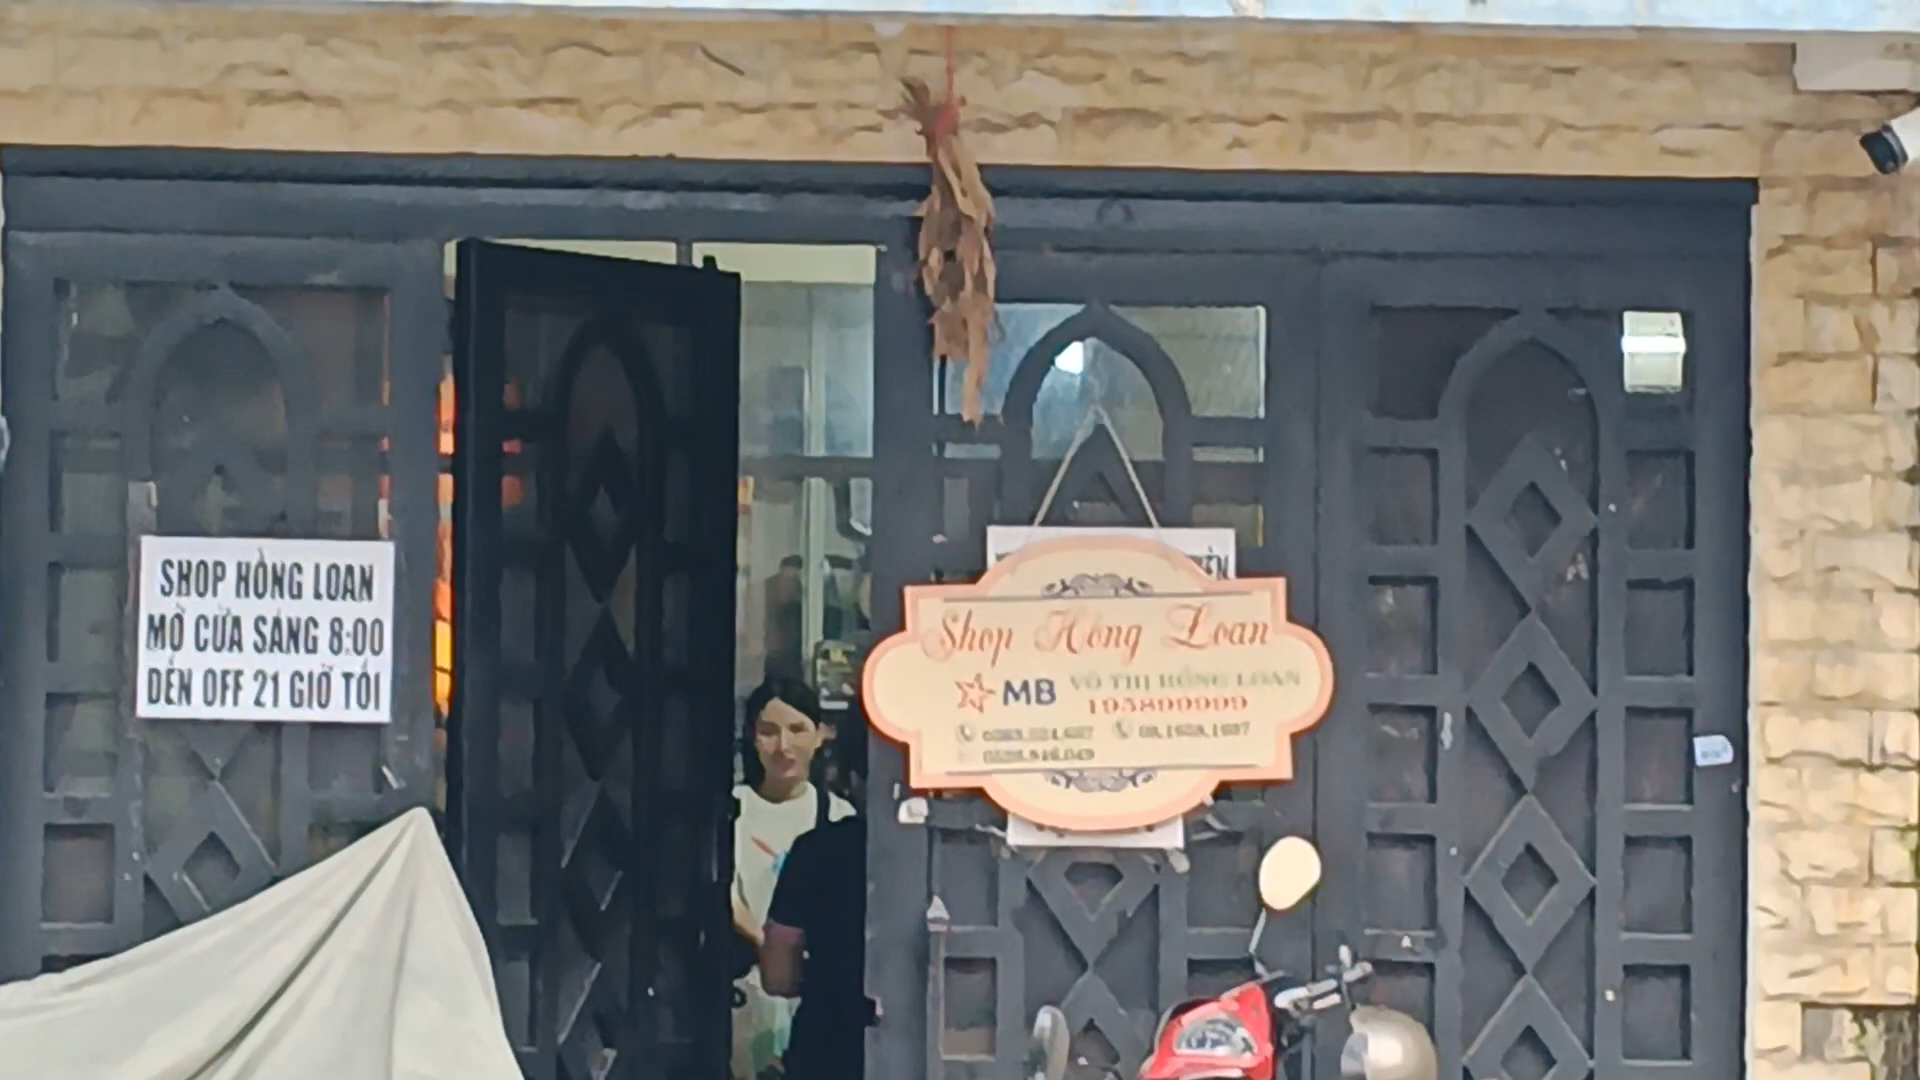 SHOP HỒNG LOAN
MỞ CỬA SÁNG 8:00
ĐẾN OFF 21 GIỜ TỐI
Shop Hồng Loan
MB VÕ THỊ HỒNG LOAN
195899999